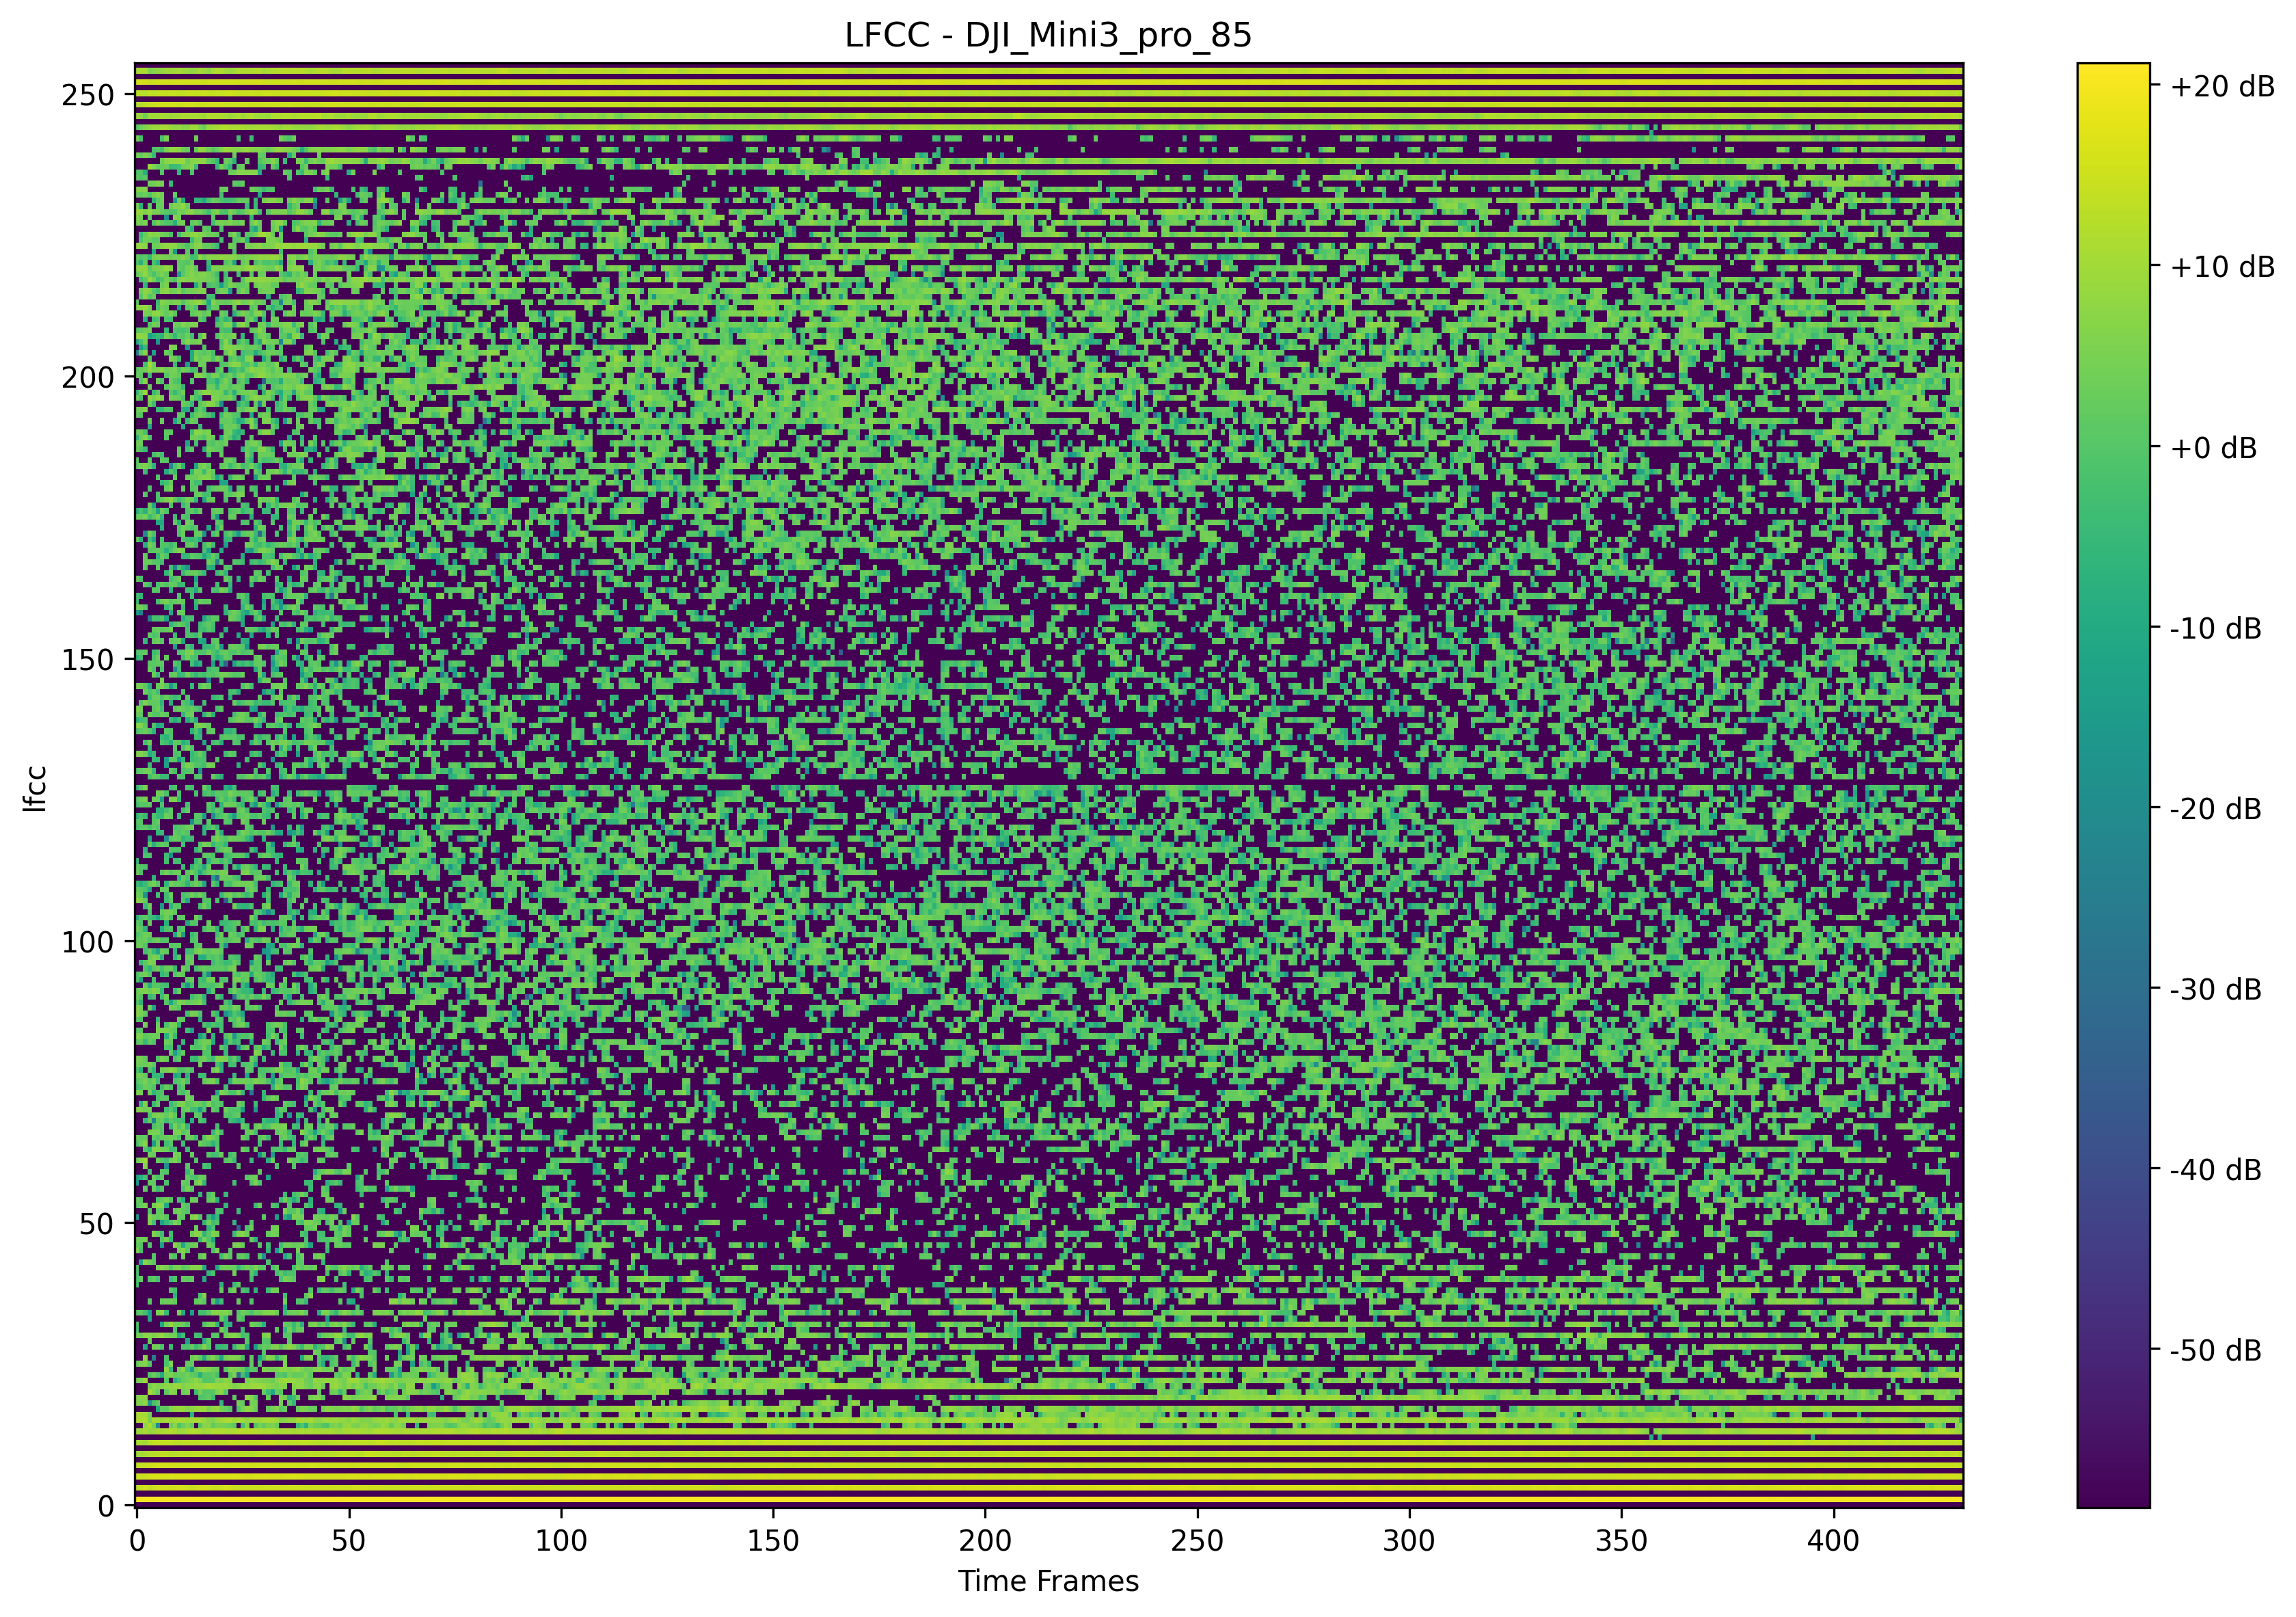 LFCC - DJI_Mini3_pro_85
250
200
150
100
50
0
lfcc
0 50 100 150 200 250 300 350 400
Time Frames
+20 dB
+10 dB
+0 dB
-10 dB
-20 dB
-30 dB
-40 dB
-50 dB